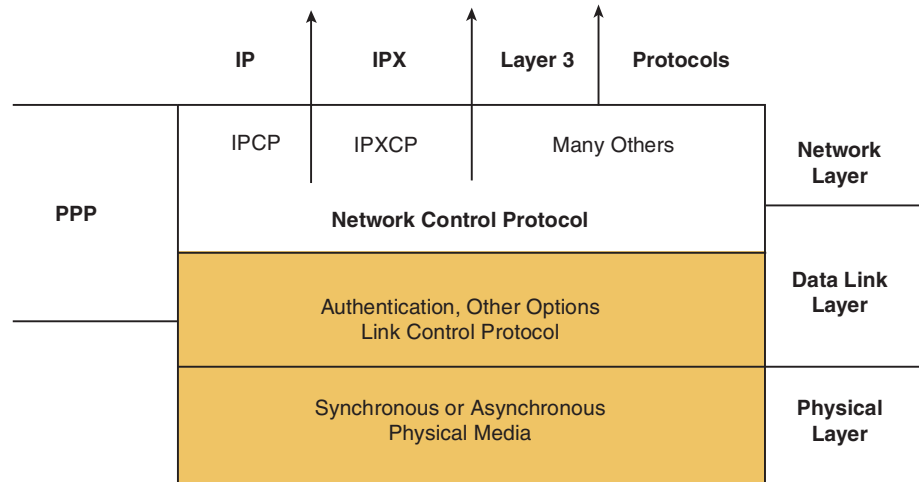 IP IPX Layer 3 Protocols
IPCP IPXCP Many Others
Network
Layer
PPP
Network Control Protocol
Data Link
Layer
Authentication, Other Options
Link Control Protocol
Synchronous or Asynchronous
Physical Media
Physical
Layer